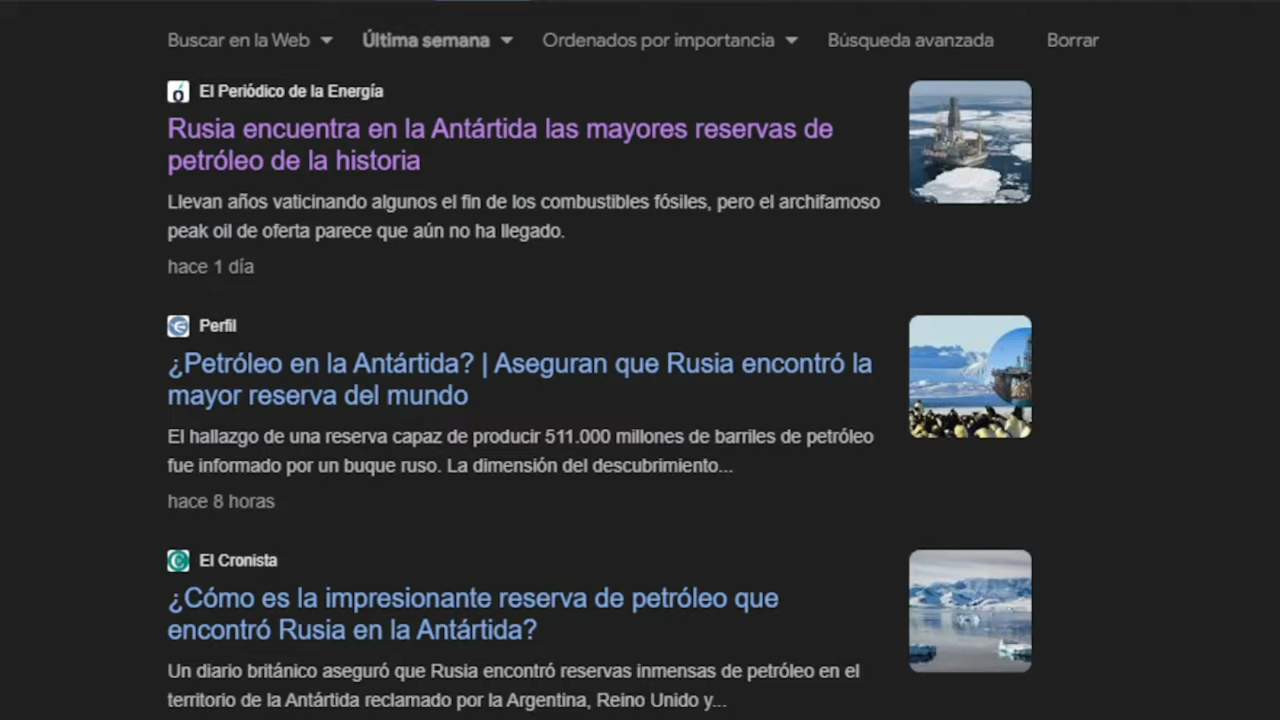 Buscar en la Web Última semana Ordenados por importancia Búsqueda avanzada Borrar
El Periódico de la Energía
Rusia encuentra en la Antártida las mayores reservas de
petróleo de la historia
Llevan años vaticinando algunos el fin de los combustibles fósiles, pero el archifamoso
peak oil de oferta parece que aún no ha llegado.
hace 1 día
Perfil
¿Petróleo en la Antártida? | Aseguran que Rusia encontró la
mayor reserva del mundo
El hallazgo de una reserva capaz de producir 511.000 millones de barriles de petróleo
fue informado por un buque ruso. La dimensión del descubrimiento...
hace 8 horas
El Cronista
¿Cómo es la impresionante reserva de petróleo que
encontró Rusia en la Antártida?
Un diario británico aseguró que Rusia encontró reservas inmensas de petróleo en el
territorio de la Antártida reclamado por la Argentina, Reino Unido y...